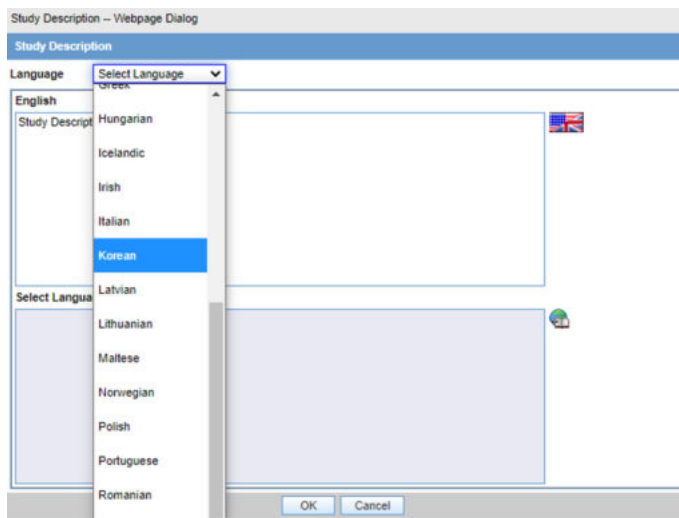 Study Description -- Webpage Dialog
Study Description
Language Select Language
Greek
English
Study Descript
Hungarian
Icelandic
Irish
Italian
Korean
Latvian
Select Langua
Lithuanian
Maltese
Norwegian
Polish
Portuguese
Romanian
OK Cancel